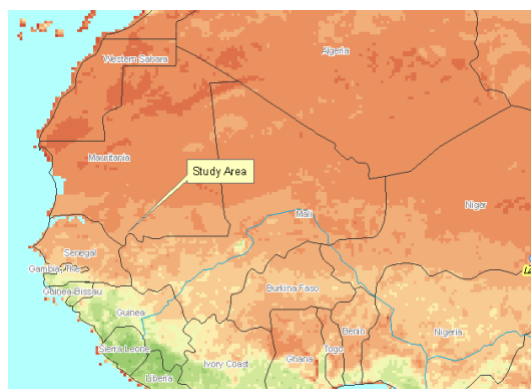 Western Sahara
Algeria
Mauritania
Study Area
Mali
Niger
Senegal
Gambia, The
Guinea-Bissau
Burkina Faso
Guinea
Benin
Nigeria
Sierra Leone
Ivory Coast
Ghana
Togo
Liberia